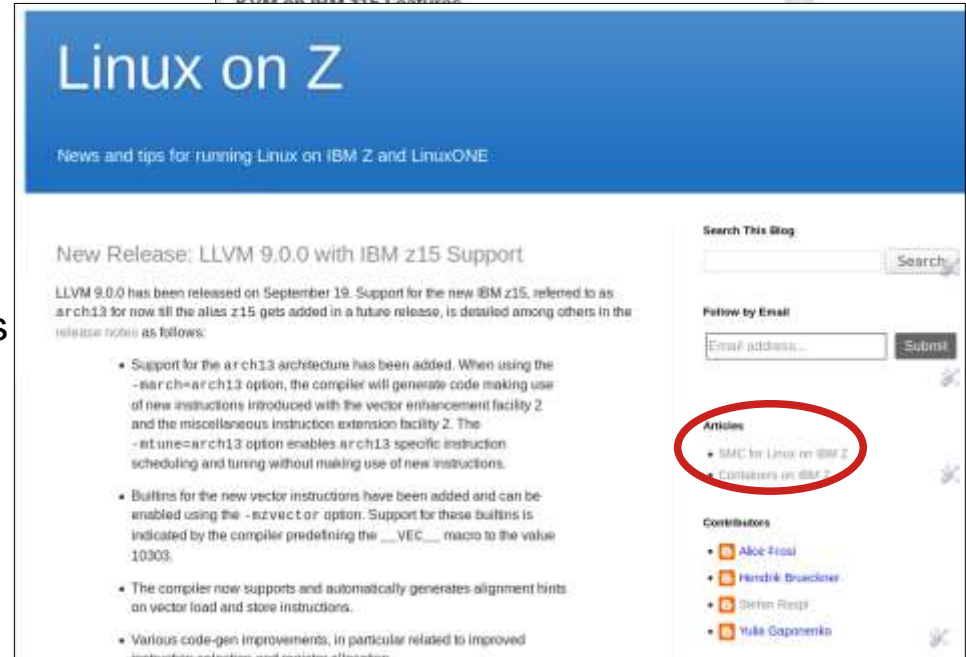 KVM on IBM z15 Features
Linux on Z
News and tips for running Linux on IBM Z and LinuxONE
s
New Release: LLVM 9.0.0 with IBM z15 Support
LLVM 9.0.0 has been released on September 19. Support for the new IBM z15, referred to as
arch13 for now till the alias z15 gets added in a future release, is detailed among others in the
release notes as follows:
• Support for the arch13 architecture has been added. When using the
-march=arch13 option, the compiler will generate code making use
of new instructions introduced with the vector enhancement facility 2
and the miscellaneous instruction extension facility 2. The
-mtune=arch13 option enables arch13 specific instruction
scheduling and tuning without making use of new instructions.
• Builtins for the new vector instructions have been added and can be
enabled using the -mzvector option. Support for these builtins is
indicated by the compiler predefining the __VEC__ macro to the value
10303.
• The compiler now supports and automatically generates alignment hints
on vector load and store instructions.
• Various code-gen improvements, in particular related to improved
instruction selection and register allocation.
Search This Blog
Search
Follow by Email
Email address...
Submit
Articles
• SMC for Linux on IBM Z
• Containers on IBM Z
Contributors
• Alice Frosi
• Hendrik Brueckner
• Stefan Raspl
• Yulia Gaponenko